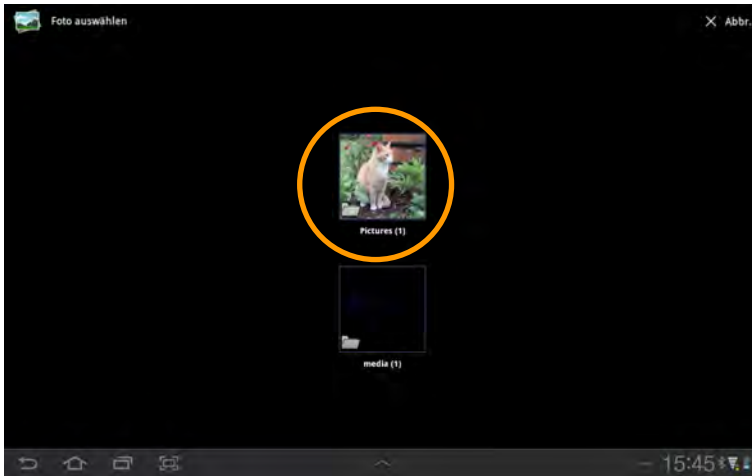 Foto auswählen
Abbr.
Pictures (1)
media (1)
15:45